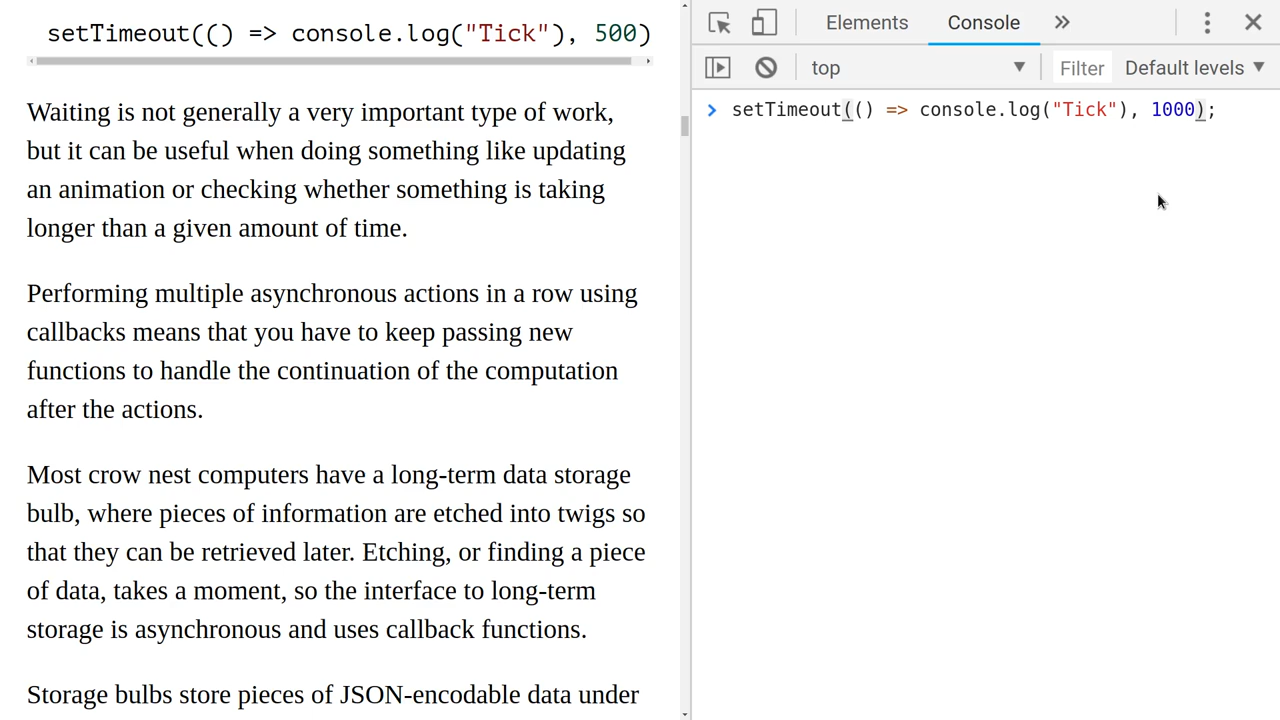 setTimeout(() => console.log("Tick"), 500)
Waiting is not generally a very important type of work,
but it can be useful when doing something like updating
an animation or checking whether something is taking
longer than a given amount of time.
Performing multiple asynchronous actions in a row using
callbacks means that you have to keep passing new
functions to handle the continuation of the computation
after the actions.
Most crow nest computers have a long-term data storage
bulb, where pieces of information are etched into twigs so
that they can be retrieved later. Etching, or finding a piece
of data, takes a moment, so the interface to long-term
storage is asynchronous and uses callback functions.
Storage bulbs store pieces of JSON-encodable data under
Elements Console
top Filter Default levels
setTimeout(() => console.log("Tick"), 1000);